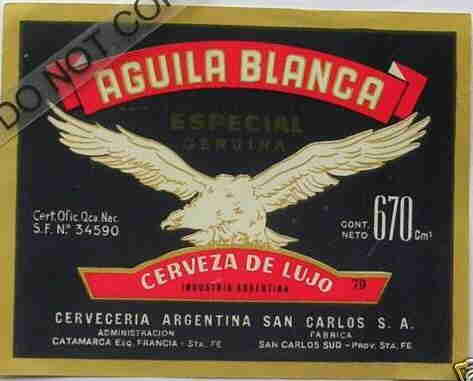 DO NOT CO
AGUILA BLANCA
ESPECIAL
GENUINA
Cert. Ofic. Qca. Nac.
S.F. Nº 34590
CONT. NETO 670 Cm³
CERVEZA DE LUJO
INDUSTRIA ARGENTINA 79
CERVECERIA ARGENTINA SAN CARLOS S. A.
ADMINISTRACION
CATAMARCA Esq. FRANCIA - Sta. FE
FABRICA
SAN CARLOS SUD - Prov. Sta. FE